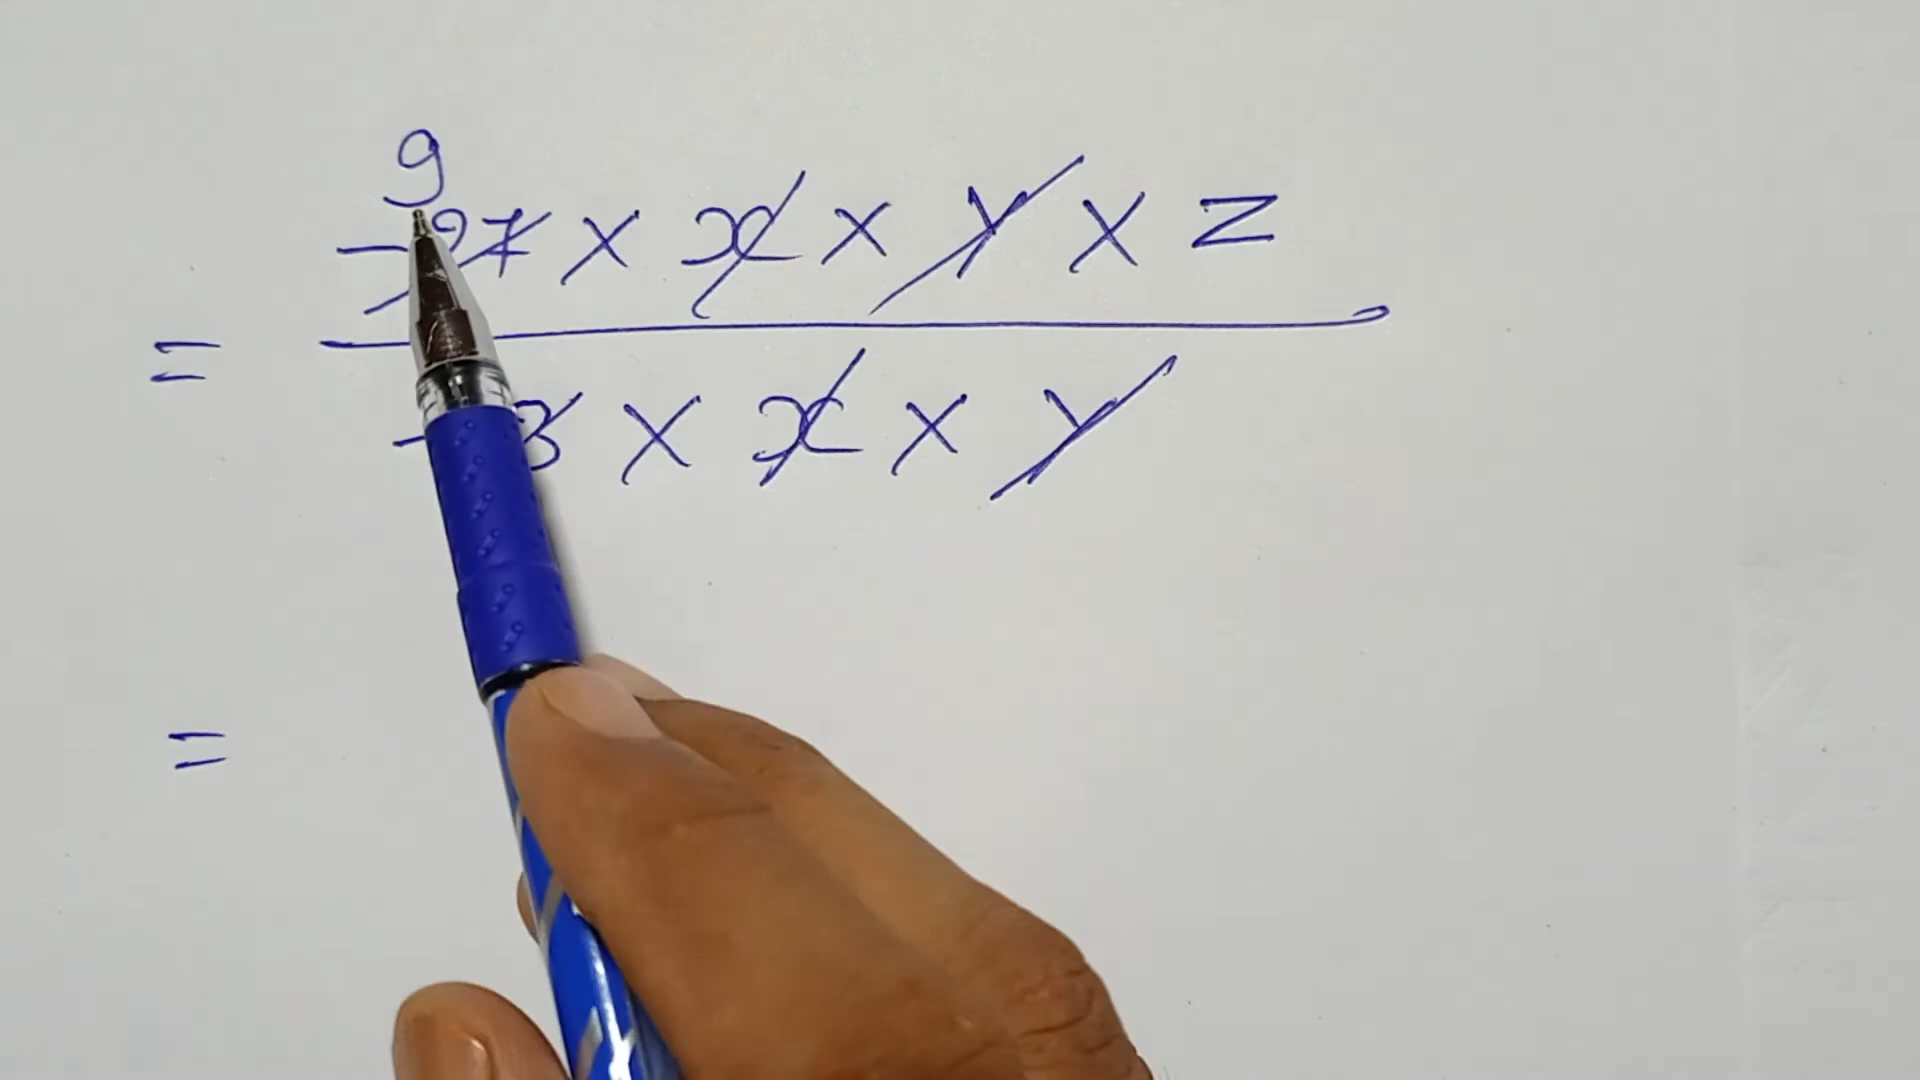 9
-27 × x × y × z
=
-3 × x × y
=